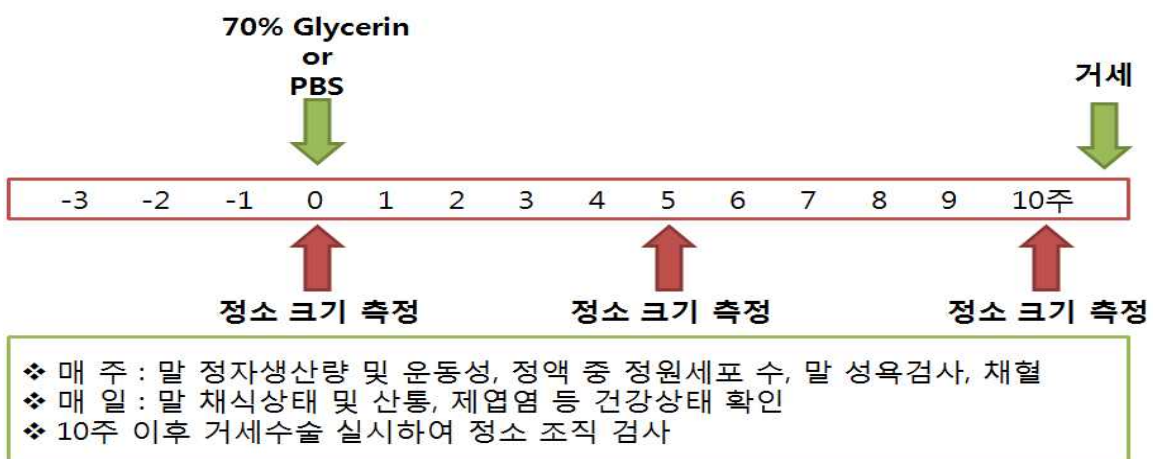 70% Glycerin
or
PBS
거세
-3 -2 -1 0 1 2 3 4 5 6 7 8 9 10주
정소 크기 측정 정소 크기 측정 정소 크기 측정
❖ 매 주 : 말 정자생산량 및 운동성, 정액 중 정원세포 수, 말 성욕검사, 채혈
❖ 매 일 : 말 채식상태 및 산통, 제엽염 등 건강상태 확인
❖ 10주 이후 거세수술 실시하여 정소 조직 검사